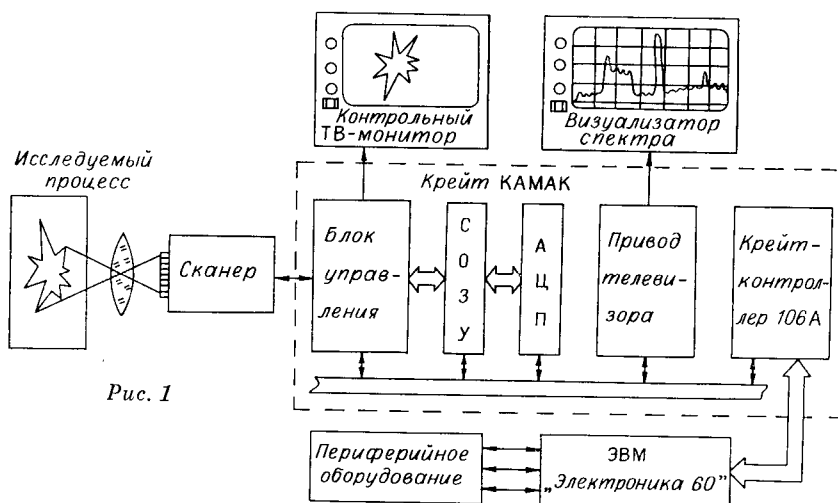 Контрольный
ТВ-монитор
Визуализатор
спектра
Исследуемый
процесс
Крейт КАМАК
Сканер
Блок
управ-
ления
С
О
З
У
А
Ц
П
Привод
телеви-
зора
Крейт-
контрол-
лер 106А
Рис. 1
Периферийное
оборудование
ЭВМ
„Электроника 60"